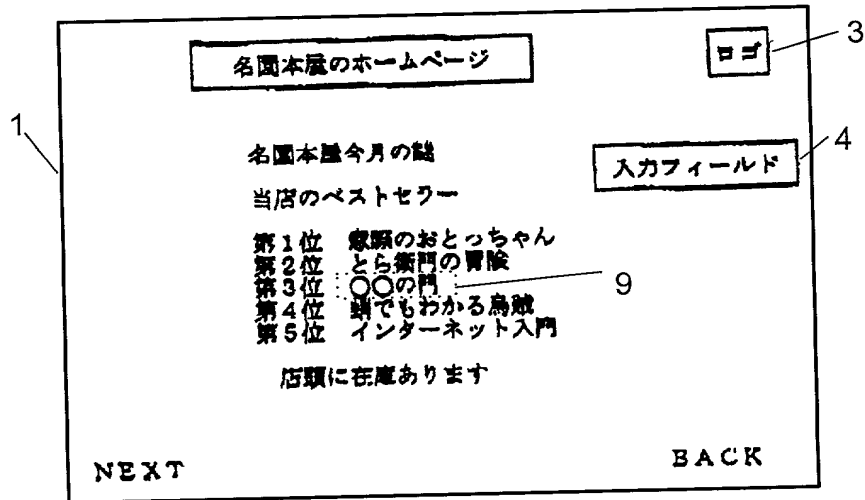 名園本屋のホームページ
ロゴ
3
1
名園本屋今月の謎
入力フィールド
4
当店のベストセラー
第1位 のおとっちゃん
第2位 とら衛門の冒険
第3位 〇〇の門
9
第4位 でもわかる烏賊
第5位 インターネット入門
店頭に在庫あります
NEXT
BACK